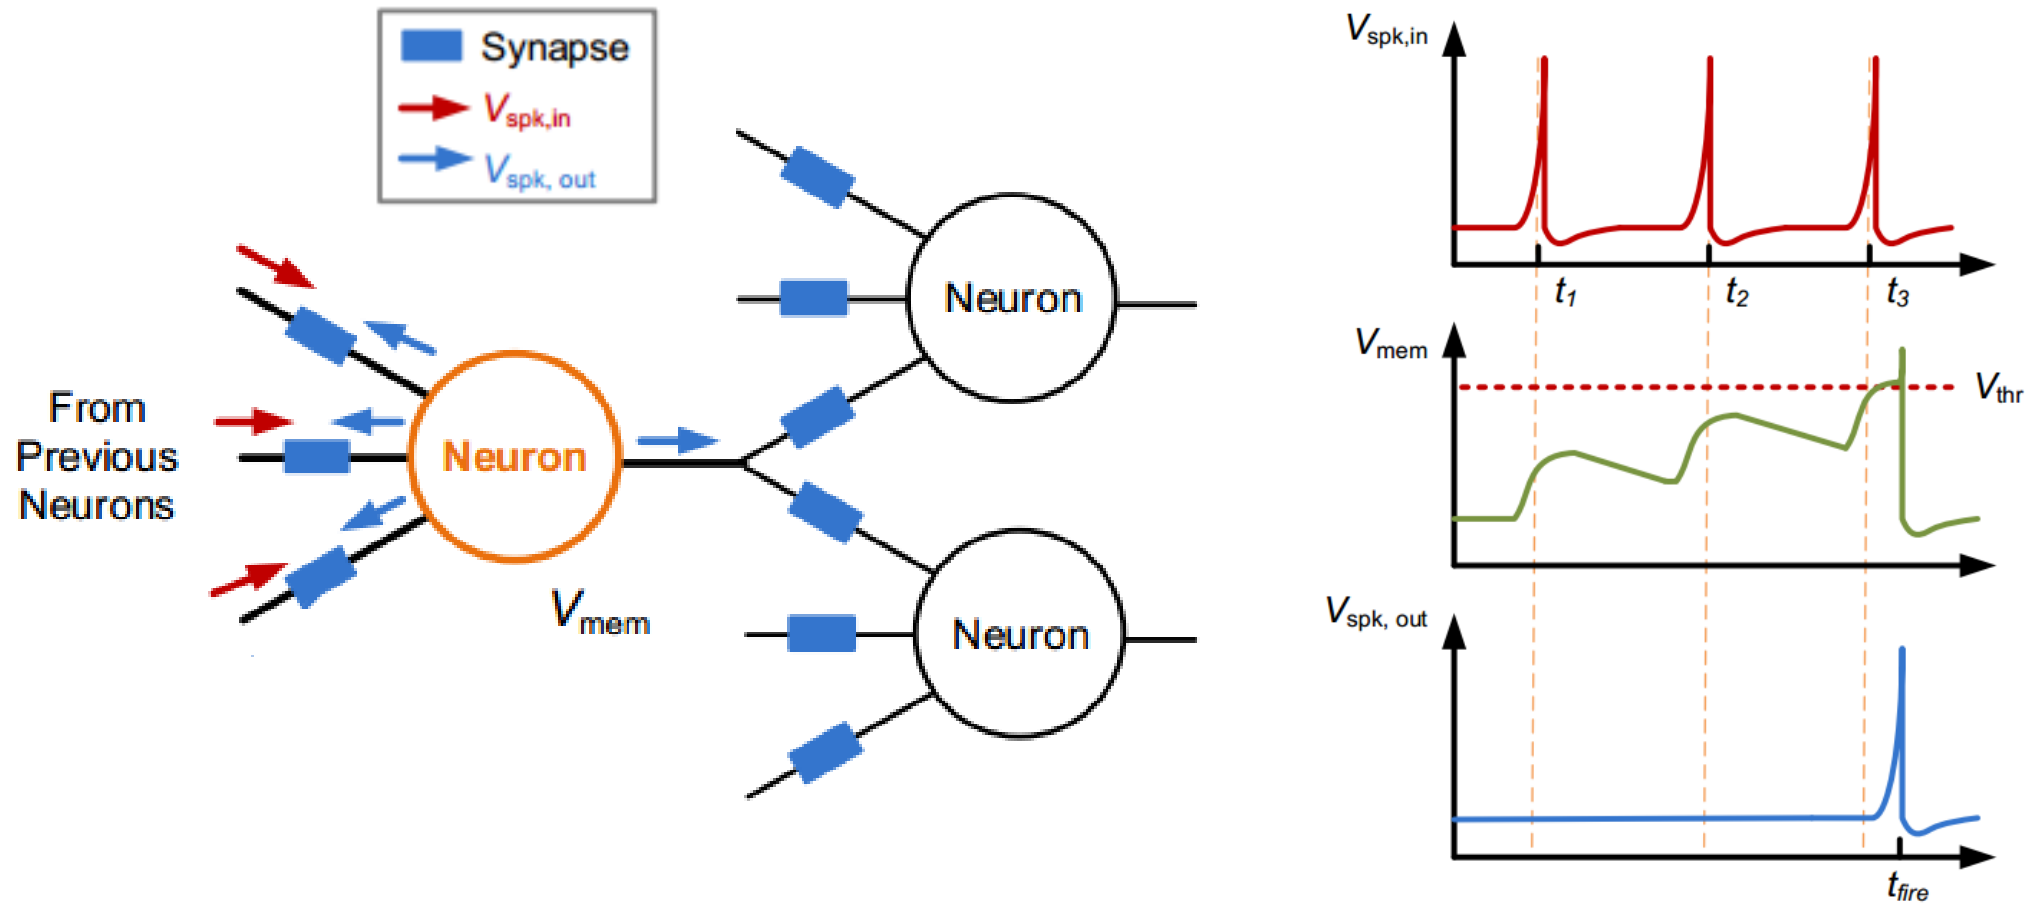 Synapse
Vspk,in
Vspk, out
From
Previous
Neurons
Neuron
Vmem
Neuron
Neuron
Vspk,in
t1
t2
t3
Vmem
Vthr
Vspk, out
tfire